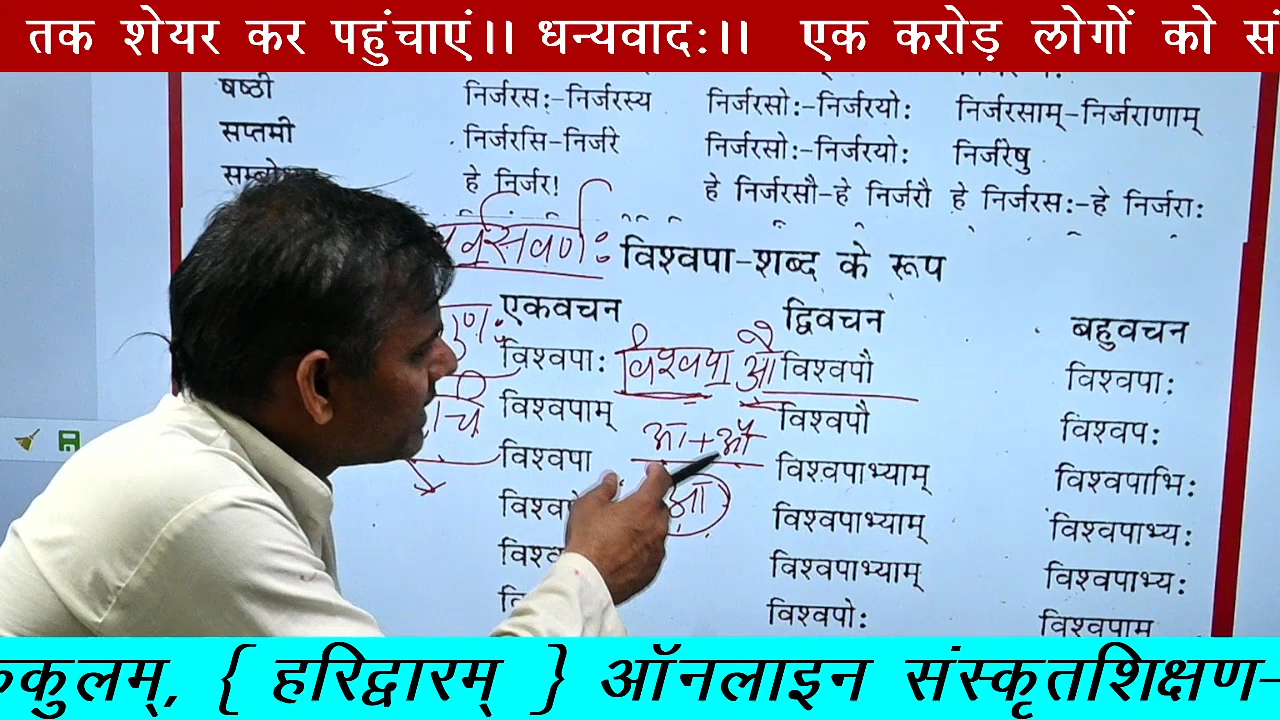 तक शेयर कर पहुंचाएं।। धन्यवादः।। एक करोड़ लोगों को सं
षष्ठी निर्जरसः-निर्जरस्य निर्जरसोः-निर्जरयोः निर्जरसाम्-निर्जराणाम्
सप्तमी निर्जरसि-निर्जरे निर्जरसोः-निर्जरयोः निर्जरेषु
हे निर्जर! हे निर्जरसौ-हे निर्जरौ हे निर्जरसः-हे निर्जराः
विश्वपा-शब्द के रूप
एकवचन द्विवचन बहुवचन
विश्वपाः विश्वपा औ विश्वपौ विश्वपाः
विश्वपाम् विश्वपौ विश्वपः
आ + औ
विश्वपा विश्वपाभ्याम् विश्वपाभिः
विश्वपाभ्याम् विश्वपाभ्यः
विश्वपाभ्याम् विश्वपाभ्यः
विश्वपोः
कुलम्, { हरिद्वारम् } ऑनलाइन संस्कृतशिक्षण-